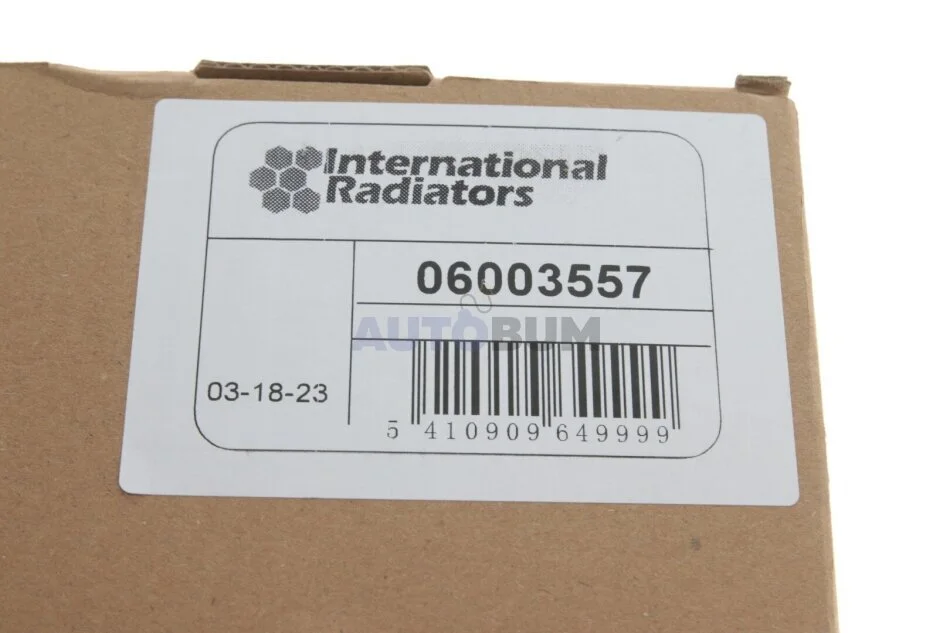 International
Radiators
06003557
AUTOBUM
03-18-23
5 410909 649999